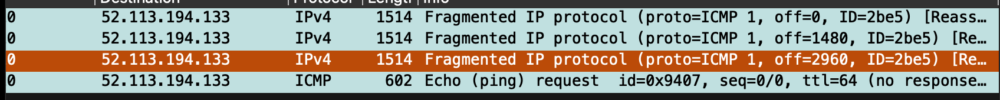 Destination Protocol Length Info
0 52.113.194.133 IPv4 1514 Fragmented IP protocol (proto=ICMP 1, off=0, ID=2be5) [Reass…
0 52.113.194.133 IPv4 1514 Fragmented IP protocol (proto=ICMP 1, off=1480, ID=2be5) [Re…
0 52.113.194.133 IPv4 1514 Fragmented IP protocol (proto=ICMP 1, off=2960, ID=2be5) [Re…
52.113.194.133 ICMP 602 Echo (ping) request id=0x9407, seq=0/0, ttl=64 (no response…